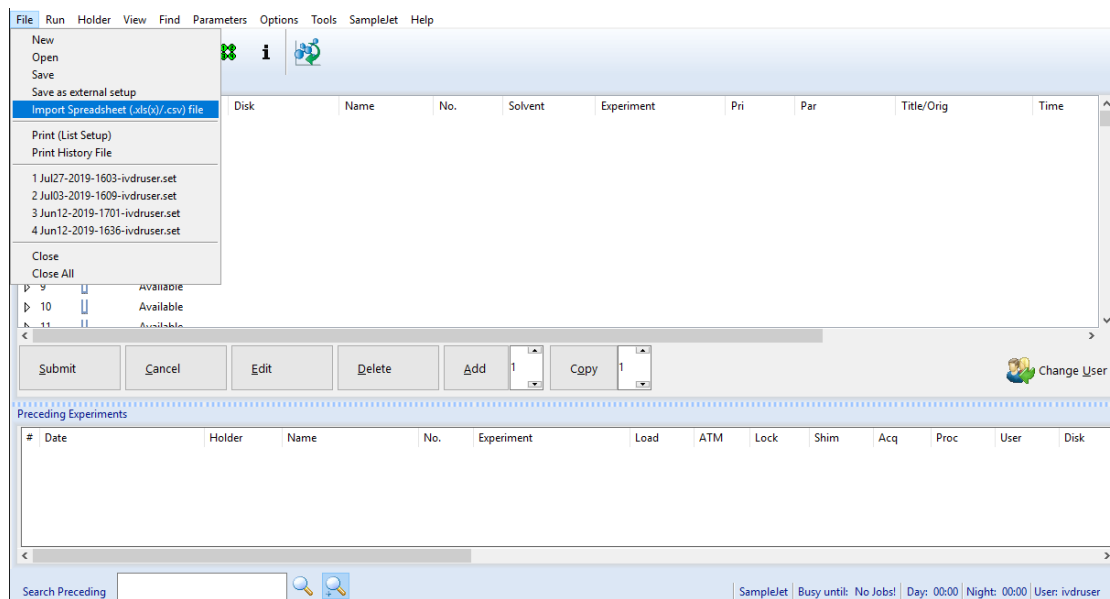 File Run Holder View Find Parameters Options Tools SampleJet Help
New
Open
Save
Save as external setup
Import Spreadsheet (.xls(x)/.csv) file
Print (List Setup)
Print History File
1 Jul27-2019-1603-ivdruser.set
2 Jul03-2019-1609-ivdruser.set
3 Jun12-2019-1701-ivdruser.set
4 Jun12-2019-1636-ivdruser.set
Close
Close All
i
Disk Name No. Solvent Experiment Pri Par Title/Orig Time
9 Available
10 Available
11 Available
Submit Cancel Edit Delete Add 1 Copy 1 Change User
Preceding Experiments
# Date Holder Name No. Experiment Load ATM Lock Shim Acq Proc User Disk
Search Preceding
SampleJet Busy until: No Jobs! Day: 00:00 Night: 00:00 User: ivdruser